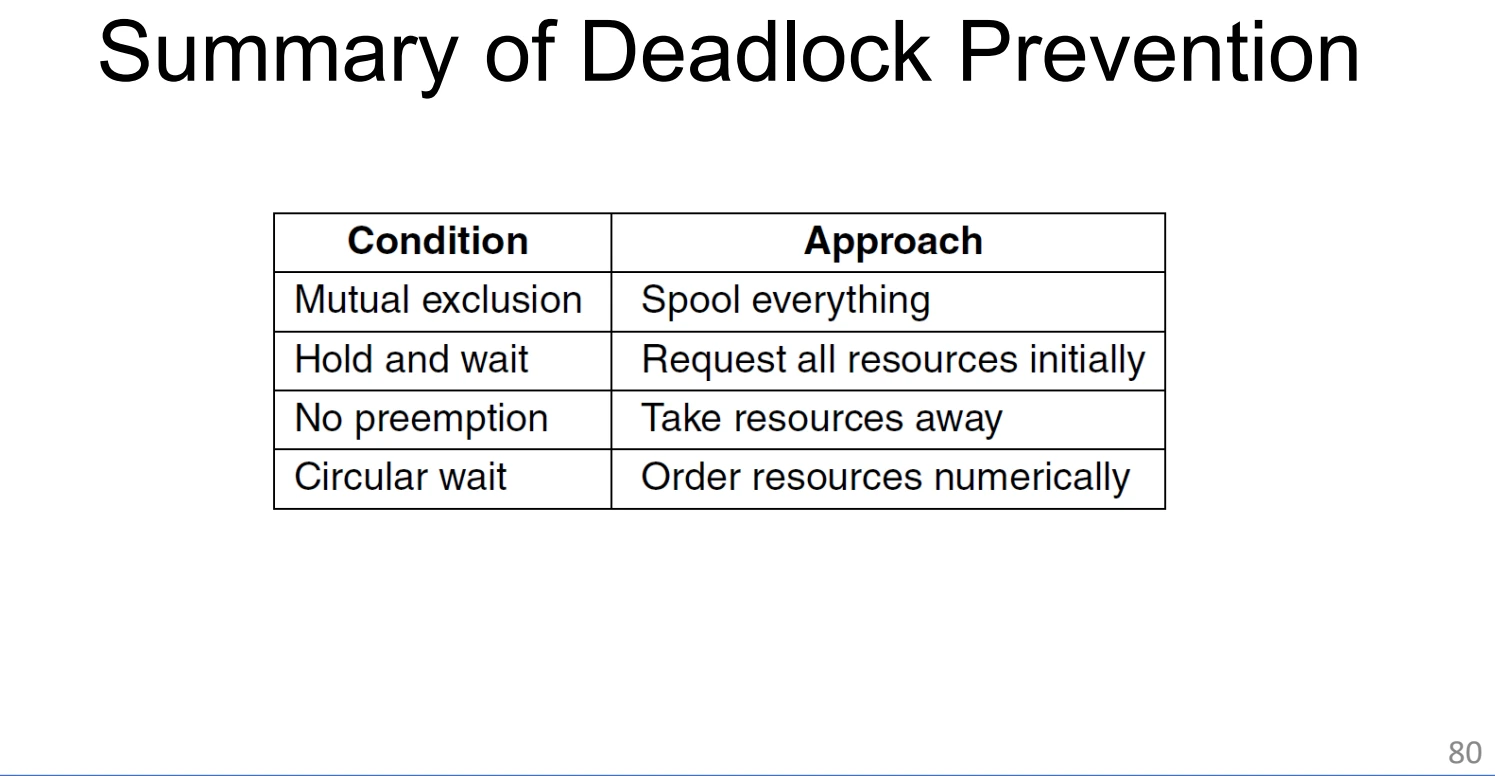 Summary of Deadlock Prevention
Condition Approach
Mutual exclusion Spool everything
Hold and wait Request all resources initially
No preemption Take resources away
Circular wait Order resources numerically
80